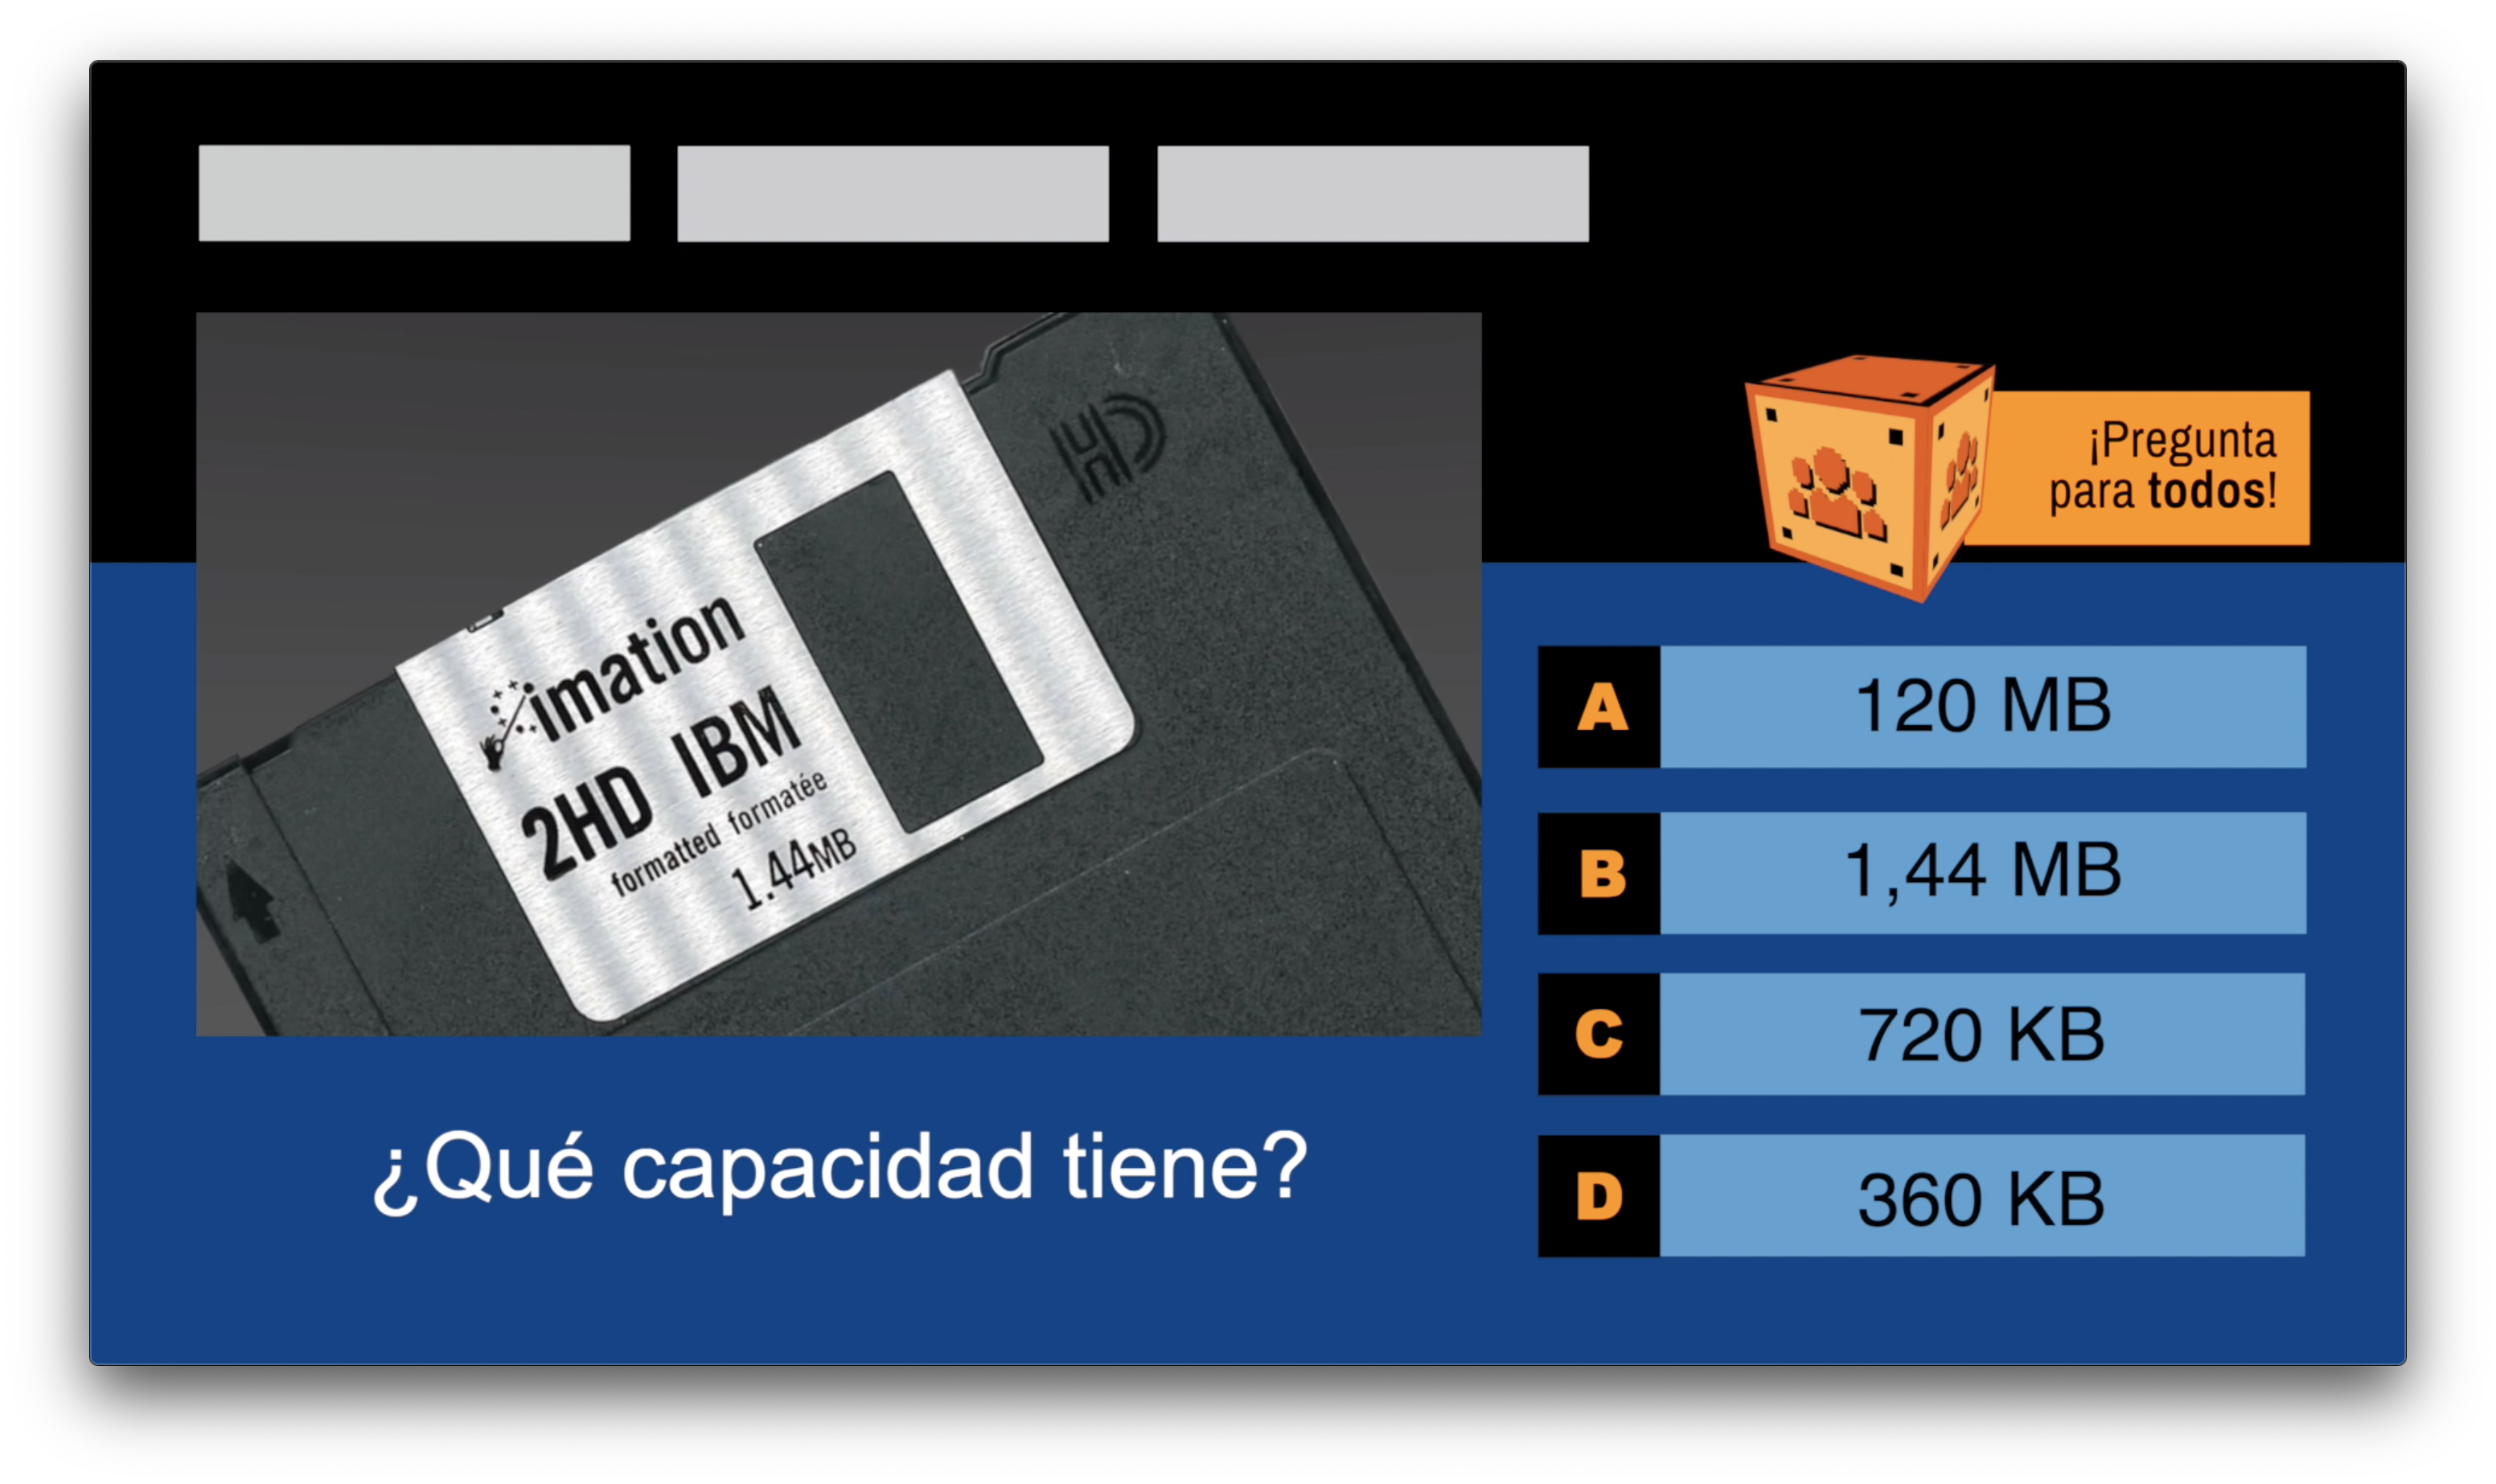 HD
imation
2HD IBM
formatted formatée
1.44MB
¡Pregunta
para todos!
A 120 MB
B 1,44 MB
C 720 KB
D 360 KB
¿Qué capacidad tiene?